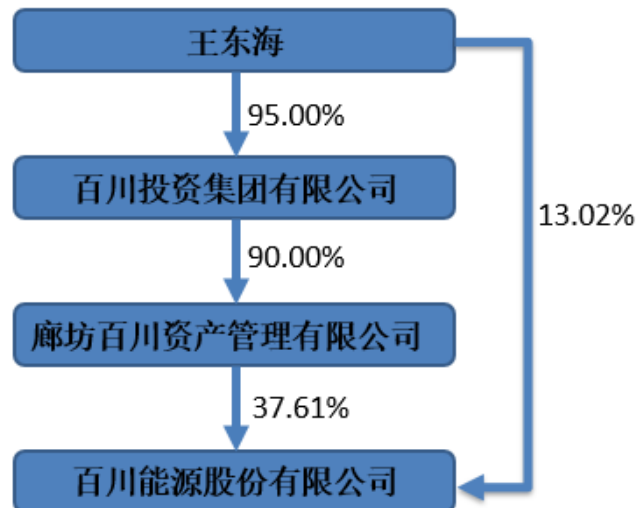 王东海
95.00%
百川投资集团有限公司
13.02%
90.00%
廊坊百川资产管理有限公司
37.61%
百川能源股份有限公司